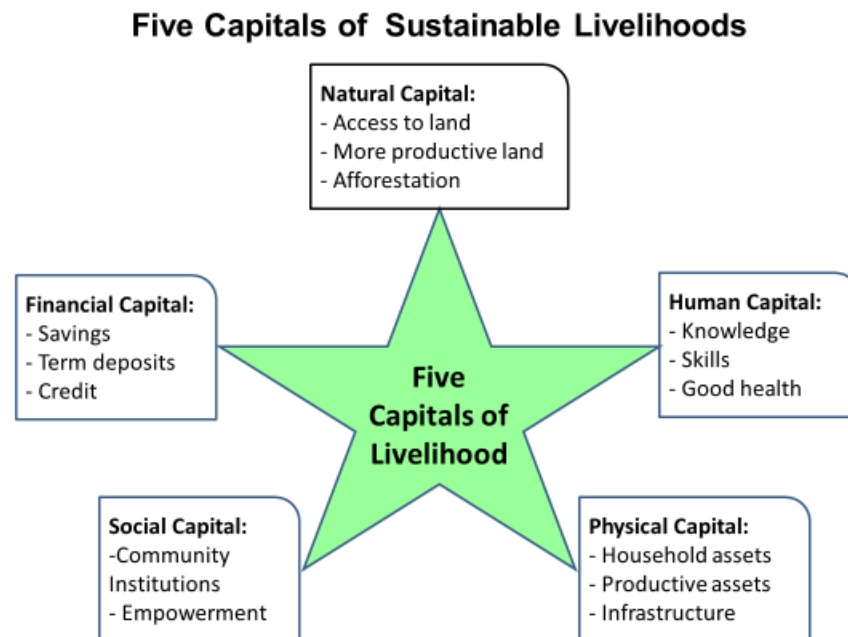 Five Capitals of Sustainable Livelihoods
Natural Capital:
- Access to land
- More productive land
- Afforestation
Financial Capital:
- Savings
- Term deposits
- Credit
Human Capital:
- Knowledge
- Skills
- Good health
Five
Capitals of
Livelihood
Social Capital:
-Community
Institutions
- Empowerment
Physical Capital:
- Household assets
- Productive assets
- Infrastructure